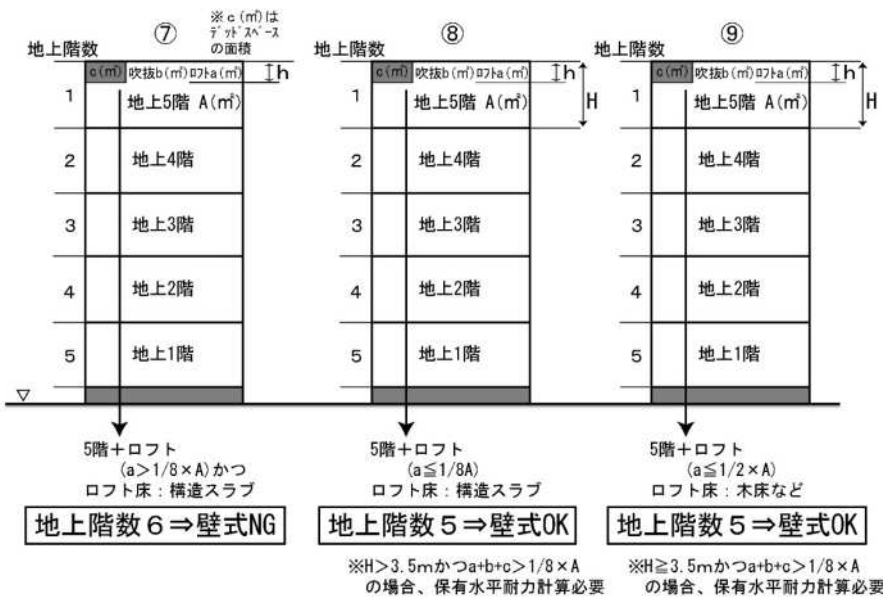 ⑦
※c(㎡)は
ﾃﾞｯﾄﾞｽﾍﾟｰｽ
の面積
地上階数
c(㎡)
吹抜b(㎡)
ﾛﾌﾄa(㎡)
h
1
地上5階 A(㎡)
2
地上4階
3
地上3階
4
地上2階
5
地上1階
▽
5階+ロフト
(a>1/8×A)かつ
ロフト床：構造スラブ
地上階数6⇒壁式NG
⑧
地上階数
c(㎡)
吹抜b(㎡)
ﾛﾌﾄa(㎡)
h
H
1
地上5階 A(㎡)
2
地上4階
3
地上3階
4
地上2階
5
地上1階
5階+ロフト
(a≦1/8A)
ロフト床：構造スラブ
地上階数5⇒壁式OK
※H>3.5mかつa+b+c>1/8×A
の場合、保有水平耐力計算必要
⑨
地上階数
c(㎡)
吹抜b(㎡)
ﾛﾌﾄa(㎡)
h
H
1
地上5階 A(㎡)
2
地上4階
3
地上3階
4
地上2階
5
地上1階
5階+ロフト
(a≦1/2×A)
ロフト床：木床など
地上階数5⇒壁式OK
※H≧3.5mかつa+b+c>1/8×A
の場合、保有水平耐力計算必要